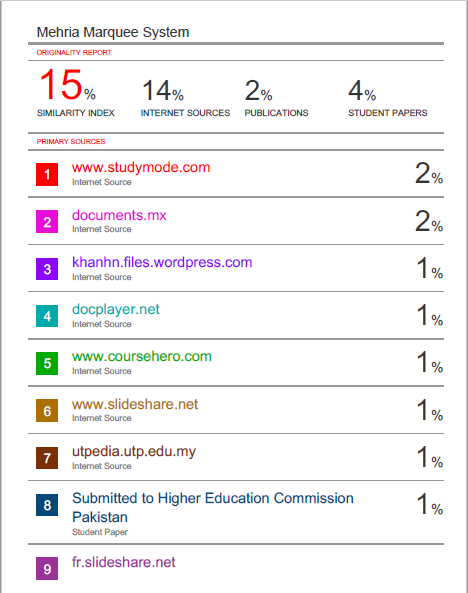 Mehria Marquee System
ORIGINALITY REPORT
15%
14%
2%
4%
SIMILARITY INDEX
INTERNET SOURCES
PUBLICATIONS
STUDENT PAPERS
PRIMARY SOURCES
1 www.studymode.com 2%
Internet Source
2 documents.mx 2%
Internet Source
3 khanhn.files.wordpress.com 1%
Internet Source
4 docplayer.net 1%
Internet Source
5 www.coursehero.com 1%
Internet Source
6 www.slideshare.net 1%
Internet Source
7 utpedia.utp.edu.my 1%
Internet Source
8 Submitted to Higher Education Commission 1%
Pakistan
Student Paper
9 fr.slideshare.net